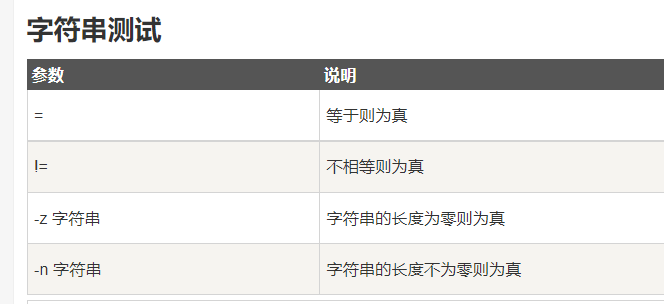 字符串测试
参数 说明
= 等于则为真
!= 不相等则为真
-z 字符串 字符串的长度为零则为真
-n 字符串 字符串的长度不为零则为真